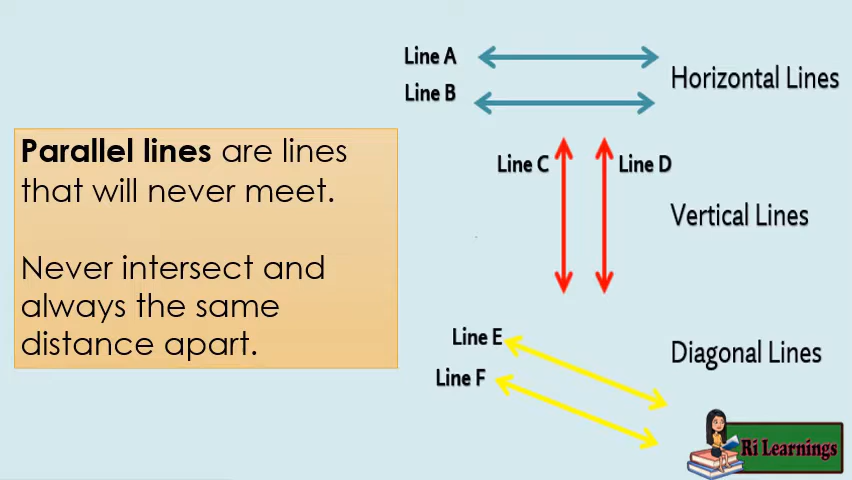 Parallel lines are lines
that will never meet.
Never intersect and
always the same
distance apart.
Line A
Line B
Horizontal Lines
Line C
Line D
Vertical Lines
Line E
Line F
Diagonal Lines
Ri Learnings